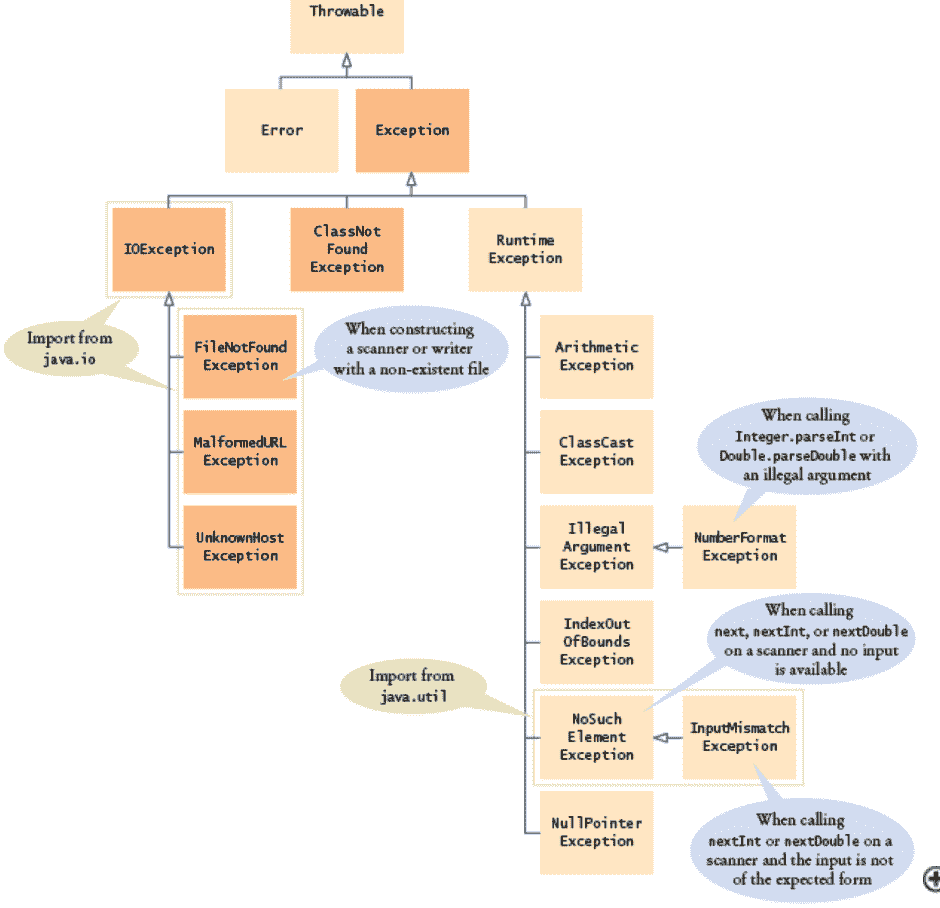 Throwable
Error
Exception
IOException
ClassNot
Found
Exception
Runtime
Exception
Import from
java.io
FileNotFound
Exception
When constructing
a scanner or writer
with a non-existent file
Arithmetic
Exception
MalformedURL
Exception
ClassCast
Exception
When calling
Integer.parseInt or
Double.parseDouble with
an illegal argument
UnknownHost
Exception
Illegal
Argument
Exception
NumberFormat
Exception
IndexOut
OfBounds
Exception
When calling
next, nextInt, or nextDouble
on a scanner and no input
is available
Import from
java.util
NoSuch
Element
Exception
InputMismatch
Exception
NullPointer
Exception
When calling
nextInt or nextDouble on a
scanner and the input is not
of the expected form